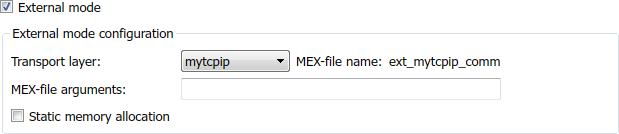 External mode
External mode configuration
Transport layer: mytcpip MEX-file name: ext_mytcpip_comm
MEX-file arguments:
Static memory allocation